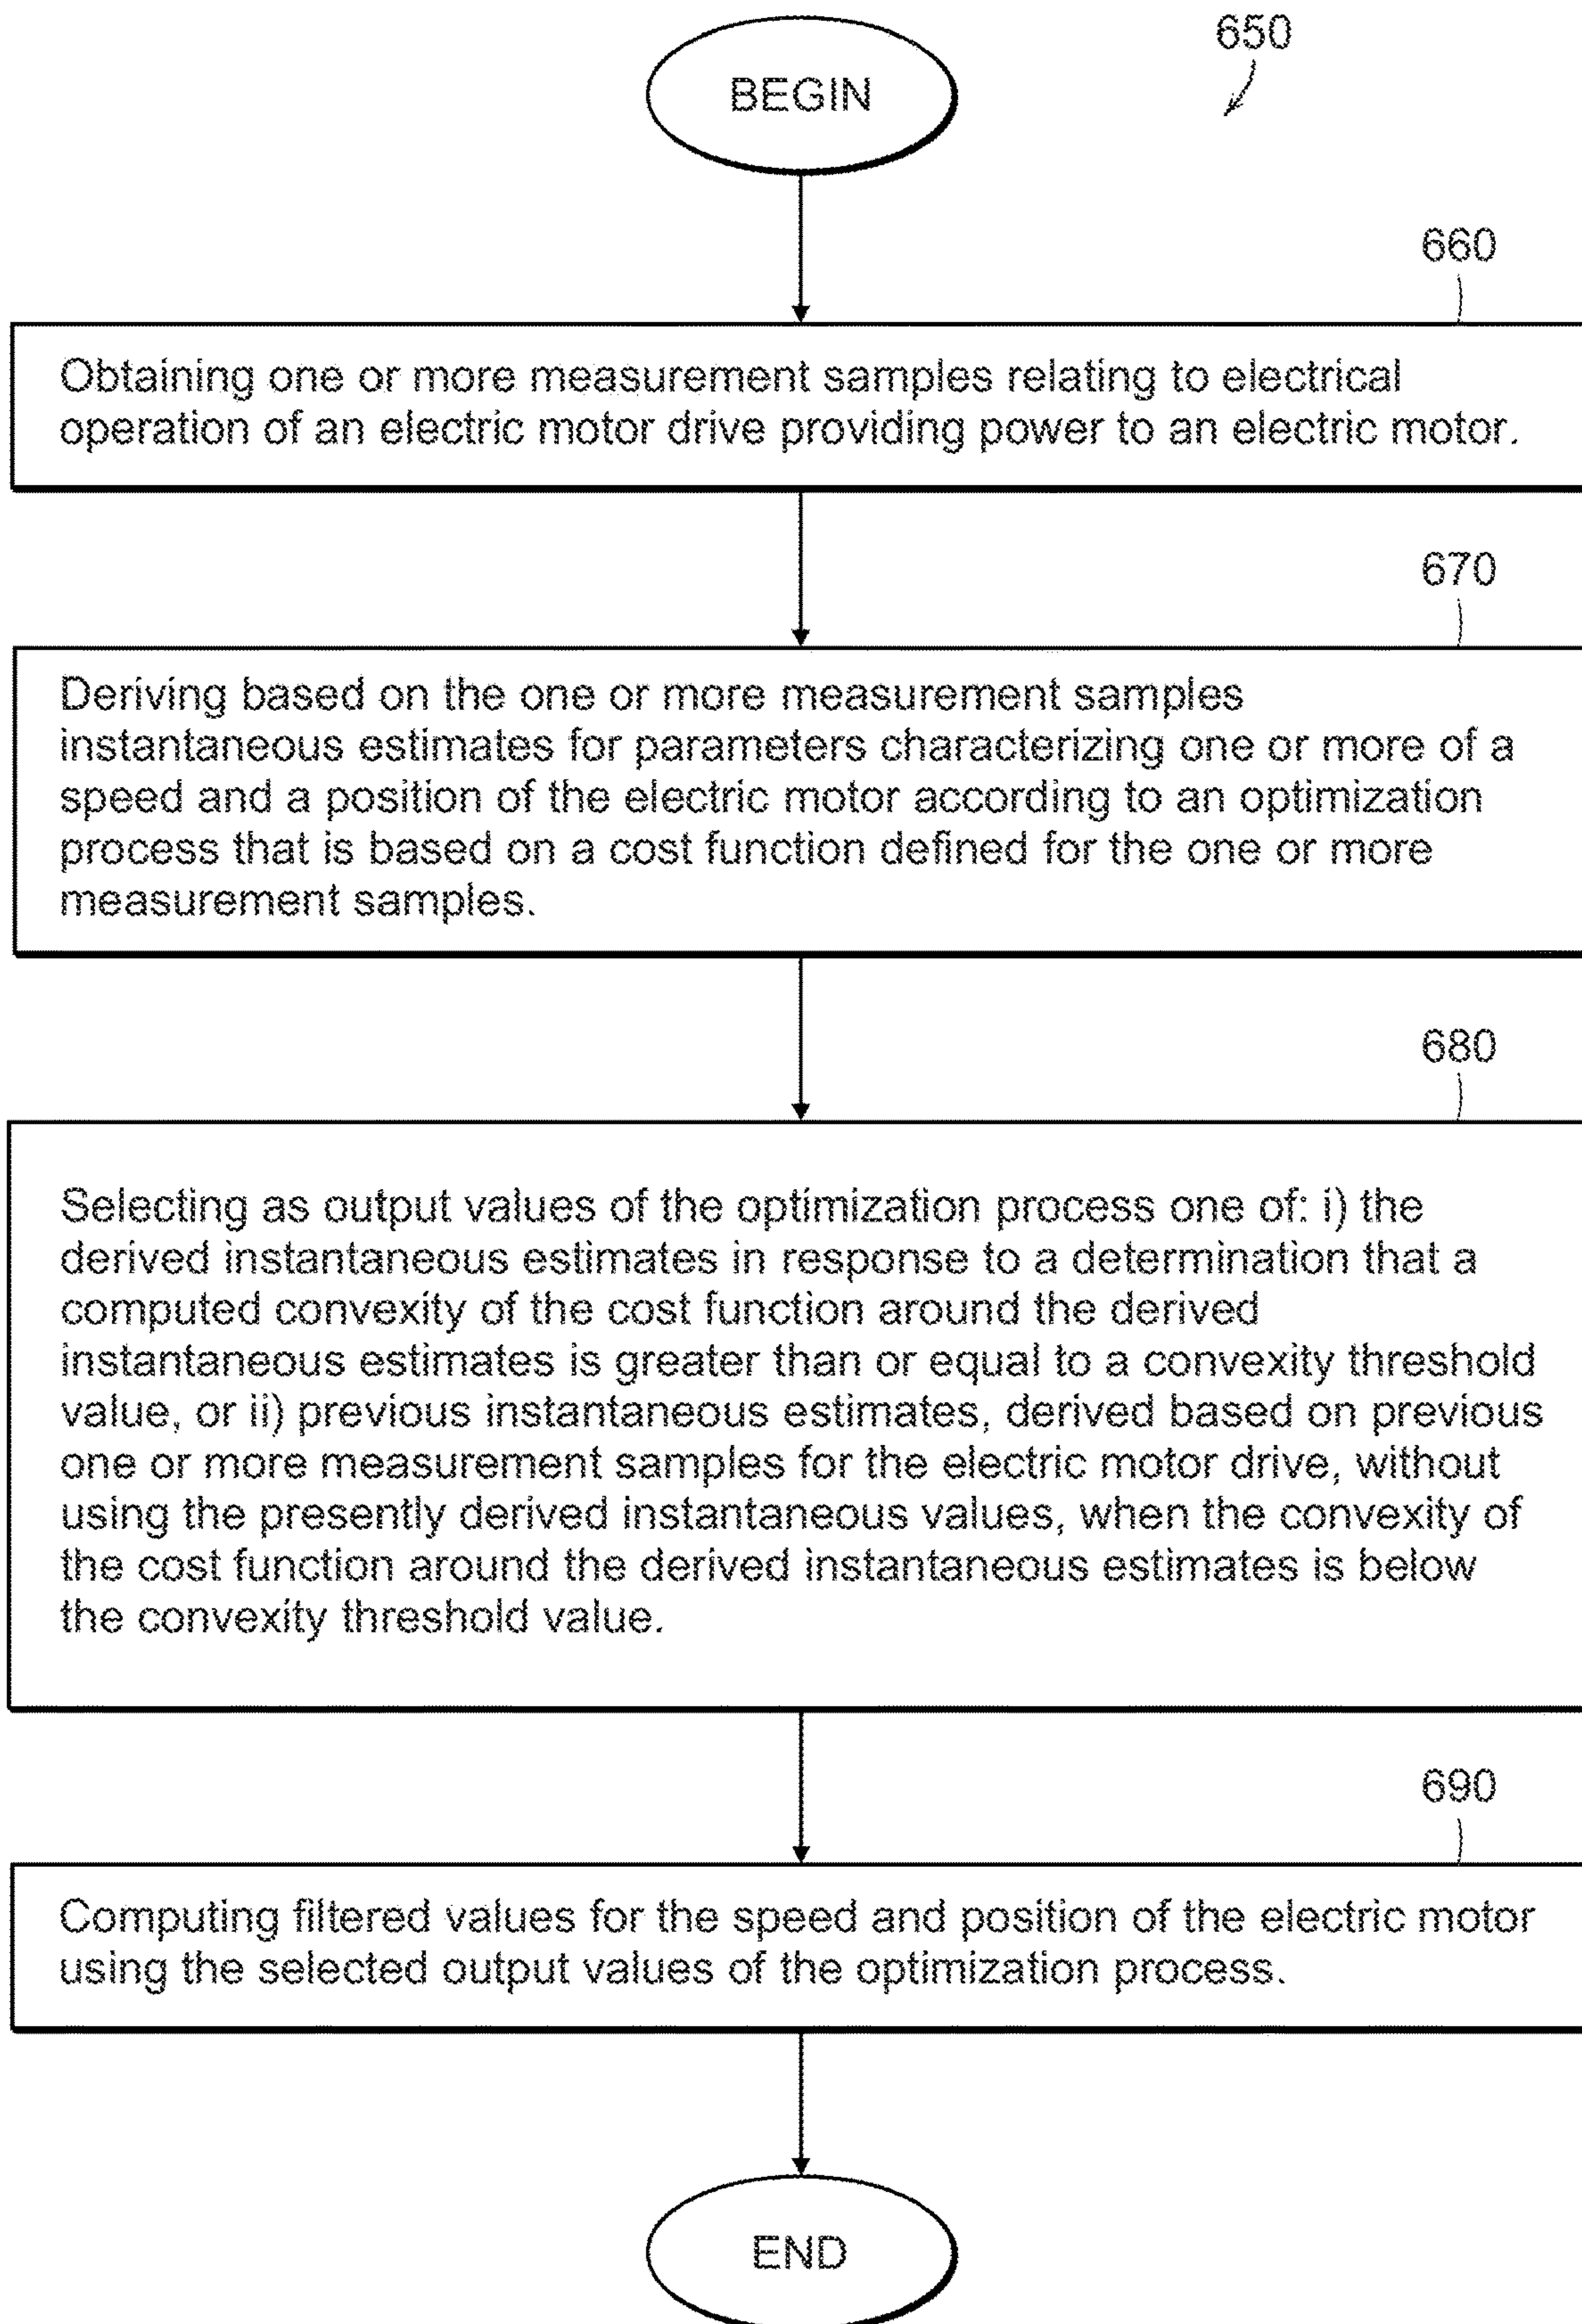 650
BEGIN
660
Obtaining one or more measurement samples relating to electrical
operation of an electric motor drive providing power to an electric motor.
670
Deriving based on the one or more measurement samples
instantaneous estimates for parameters characterizing one or more of a
speed and a position of the electric motor according to an optimization
process that is based on a cost function defined for the one or more
measurement samples.
680
Selecting as output values of the optimization process one of: i) the
derived instantaneous estimates in response to a determination that a
computed convexity of the cost function around the derived
instantaneous estimates is greater than or equal to a convexity threshold
value, or ii) previous instantaneous estimates, derived based on previous
one or more measurement samples for the electric motor drive, without
using the presently derived instantaneous values, when the convexity of
the cost function around the derived instantaneous estimates is below
the convexity threshold value.
690
Computing filtered values for the speed and position of the electric motor
using the selected output values of the optimization process.
END